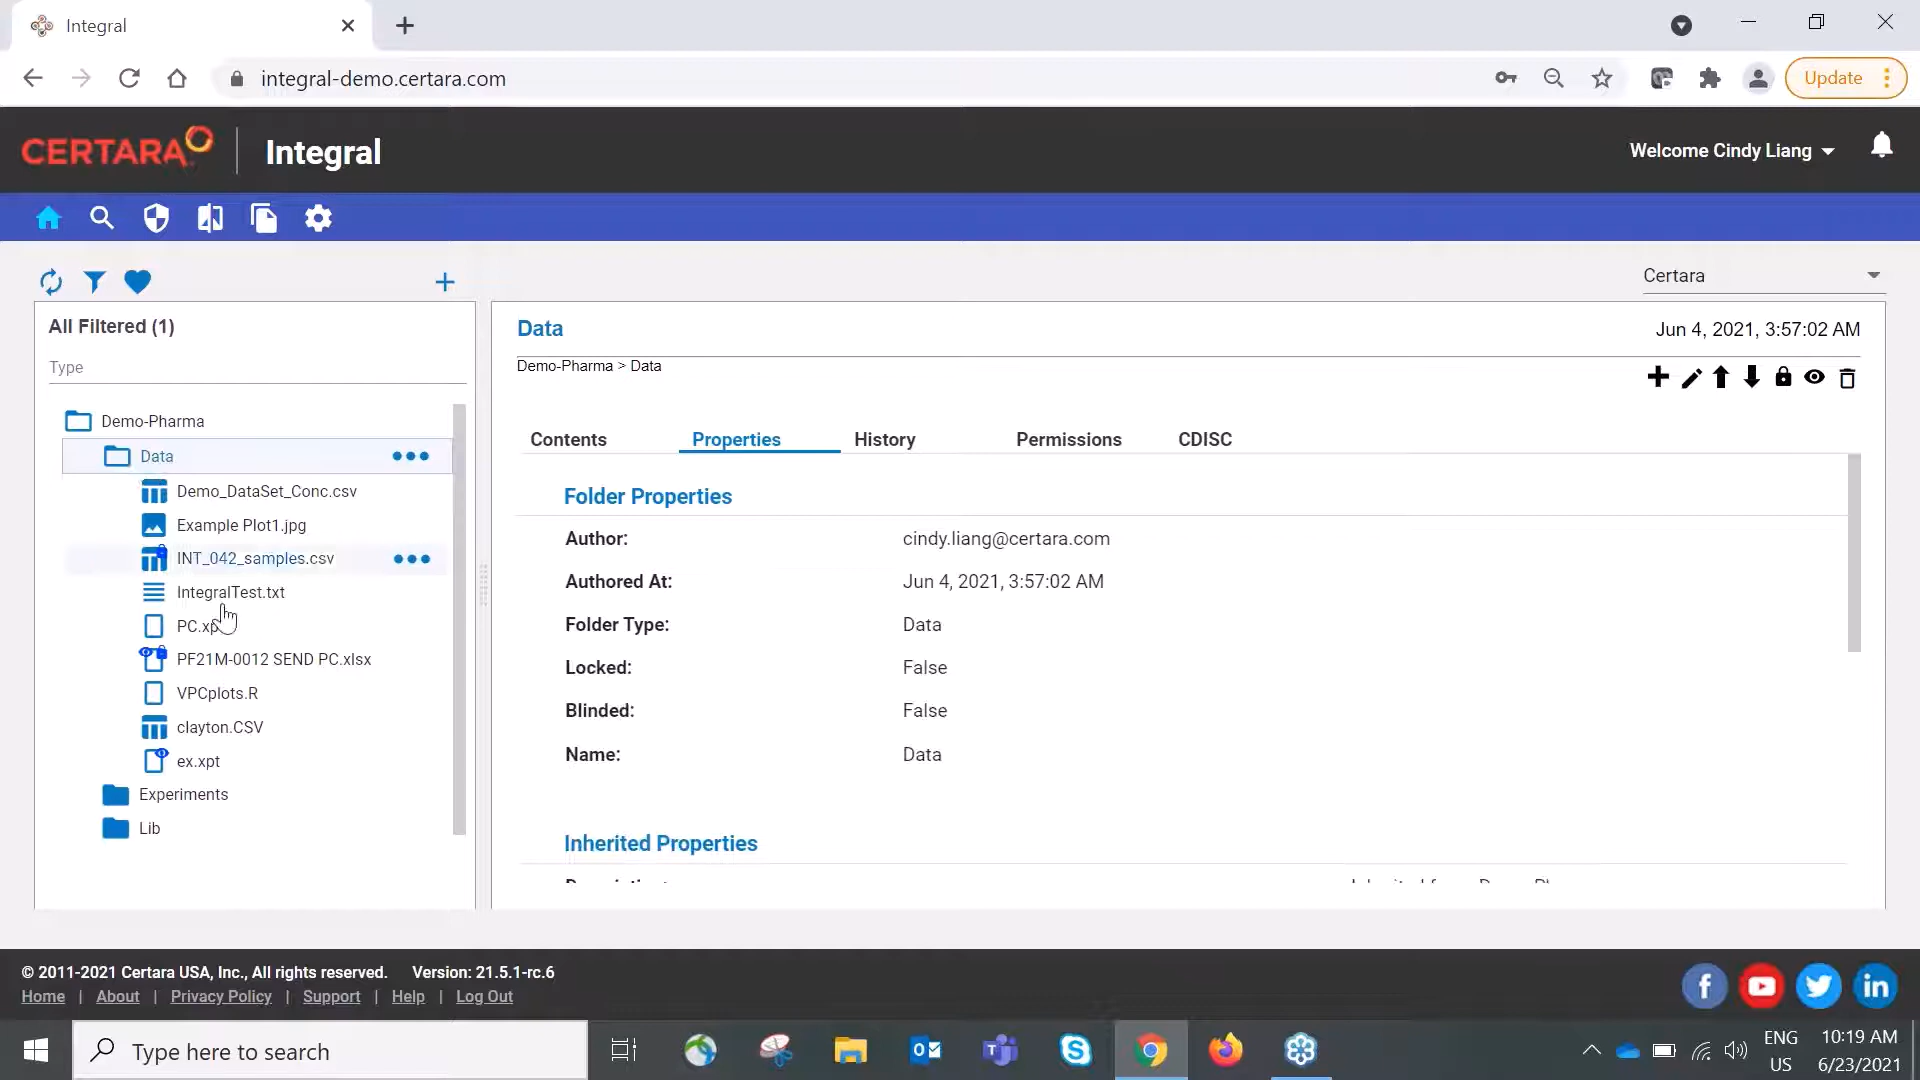 Integral
integral-demo.certara.com
Update
CERTARA
Integral
Welcome Cindy Liang
Certara
All Filtered (1)
Type
Demo-Pharma
Data
Demo_DataSet_Conc.csv
Example Plot1.jpg
INT_042_samples.csv
IntegralTest.txt
PF21M-0012 SEND PC.xlsx
VPCplots.R
clayton.CSV
ex.xpt
Experiments
Lib
Data
Jun 4, 2021, 3:57:02 AM
Demo-Pharma > Data
Contents Properties History Permissions CDISC
Folder Properties
Author: cindy.liang@certara.com
Authored At: Jun 4, 2021, 3:57:02 AM
Folder Type: Data
Locked: False
Blinded: False
Name: Data
Inherited Properties
© 2011-2021 Certara USA, Inc., All rights reserved. Version: 21.5.1-rc.6
Home | About | Privacy Policy | Support | Help | Log Out
Type here to search
ENG
US
10:19 AM
6/23/2021